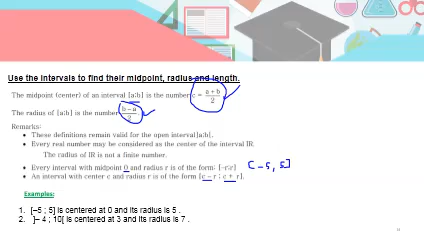 Use the intervals to find their midpoint, radius and length.
The midpoint (center) of an interval [a;b] is the number c = a + b / 2
The radius of [a;b] is the number b − a / 2
Remarks:
• These definitions remain valid for the open interval ]a;b[.
• Every real number may be considered as the center of the interval IR.
The radius of IR is not a finite number.
• Every interval with midpoint 0 and radius r is of the form: [−r;r] [-5, 5]
• An interval with center c and radius r is of the form [c − r ; c + r].
Examples:
1. [–5 ; 5] is centered at 0 and its radius is 5 .
2. ]– 4 ; 10[ is centered at 3 and its radius is 7 .